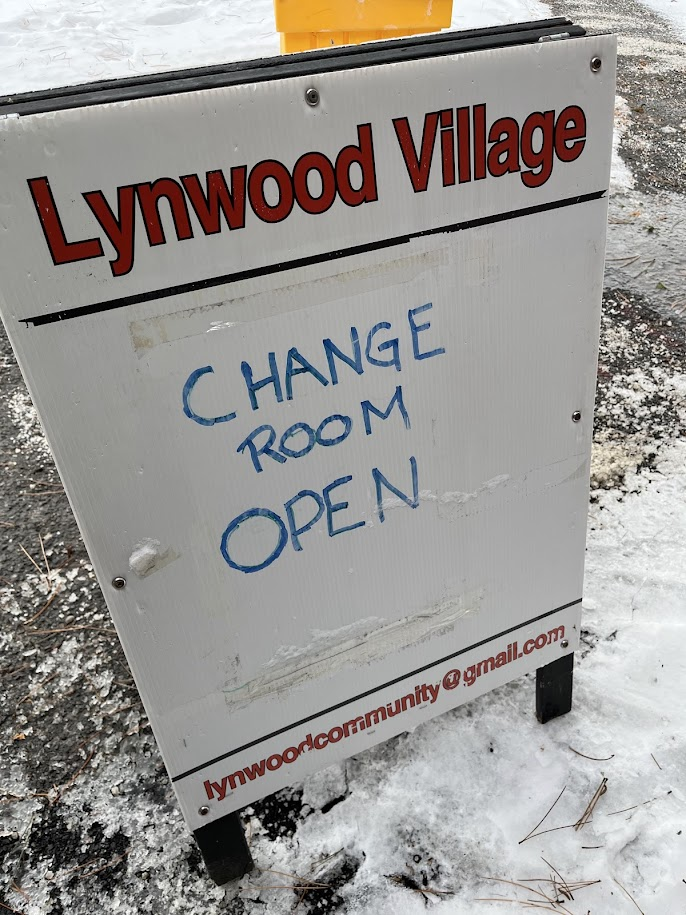 Lynwood Village
CHANGE
ROOM
OPEN
lynwoodcommunity@gmail.com